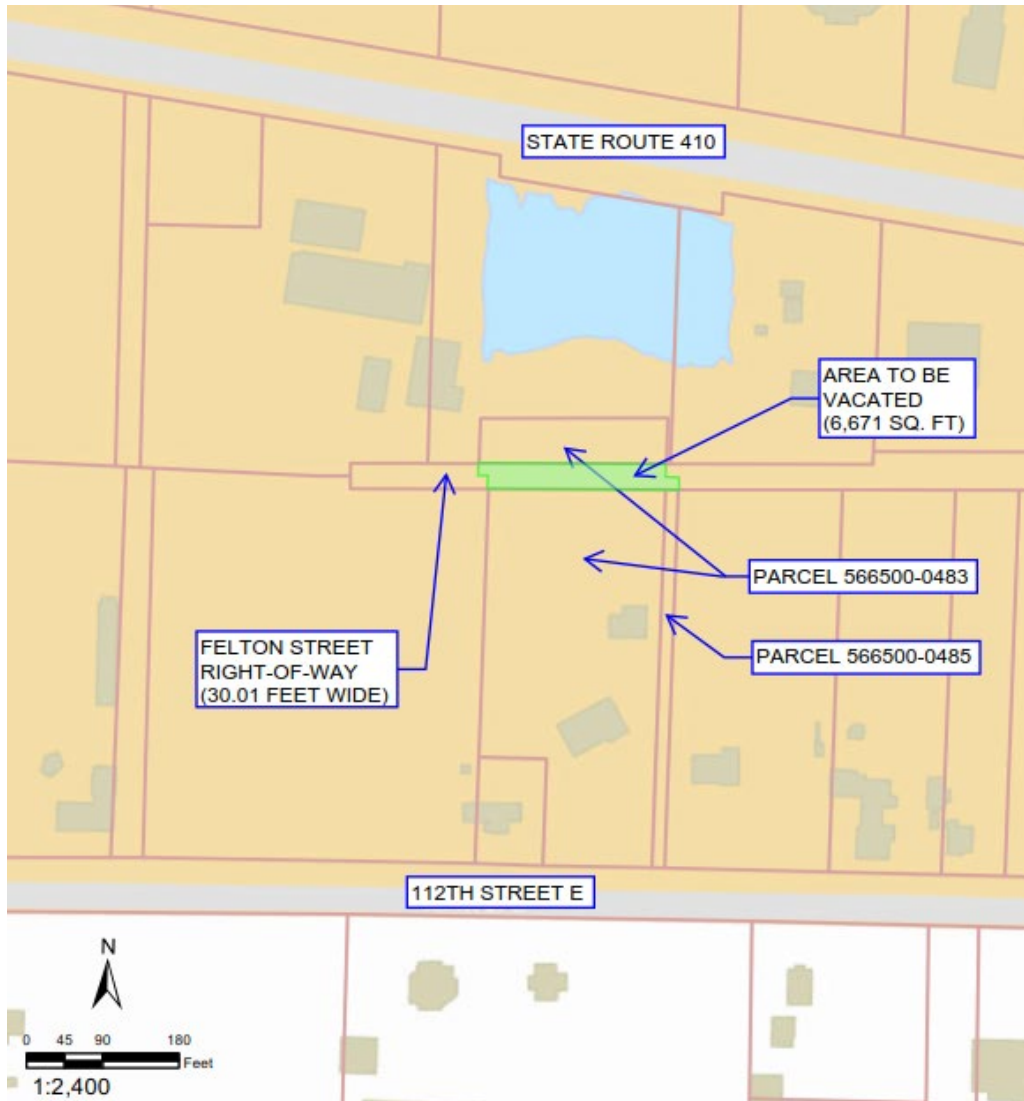 STATE ROUTE 410
AREA TO BE
VACATED
(6,671 SQ. FT)
PARCEL 566500-0483
FELTON STREET
RIGHT-OF-WAY
(30.01 FEET WIDE)
PARCEL 566500-0485
112TH STREET E
N
0 45 90 180
Feet
1:2,400